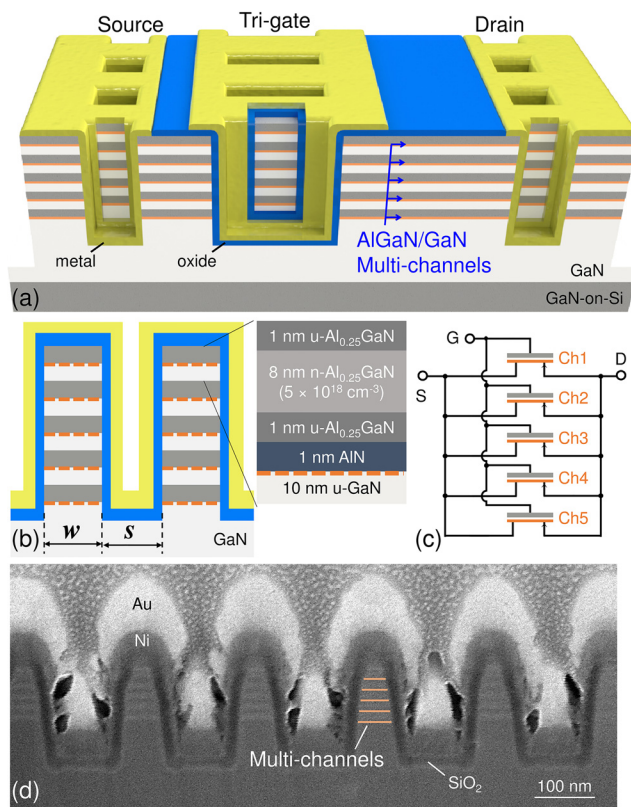 Source
Tri-gate
Drain
metal
oxide
AlGaN/GaN
Multi-channels
GaN
GaN-on-Si
(a)
1 nm u-Al₀.₂₅GaN
8 nm n-Al₀.₂₅GaN
(5 × 10¹⁸ cm⁻³)
1 nm u-Al₀.₂₅GaN
1 nm AlN
10 nm u-GaN
w
s
GaN
(b)
G
S
D
Ch1
Ch2
Ch3
Ch4
Ch5
(c)
Au
Ni
Multi-channels
SiO₂
100 nm
(d)